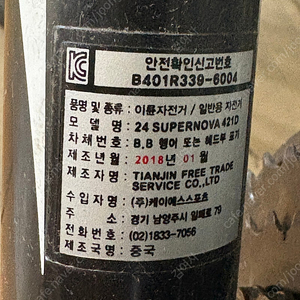 안전확인신고번호
B401R339-6004
품명 및 종류 : 이륜자전거 / 일반용 자전거
모 델 명 : 24 SUPERNOVA 421D
차체번호 : B,B 행어 또는 헤드튜브 표기
제조년월 : 2018년 01월
제조자명 : TIANJIN FREE TRADE
SERVICE CO.,LTD
수입자명 : (주)케이에스스포츠
주 소 : 경기 남양주시 일패로 79
전화번호 : (02)1833-7056
제조국명 : 중국